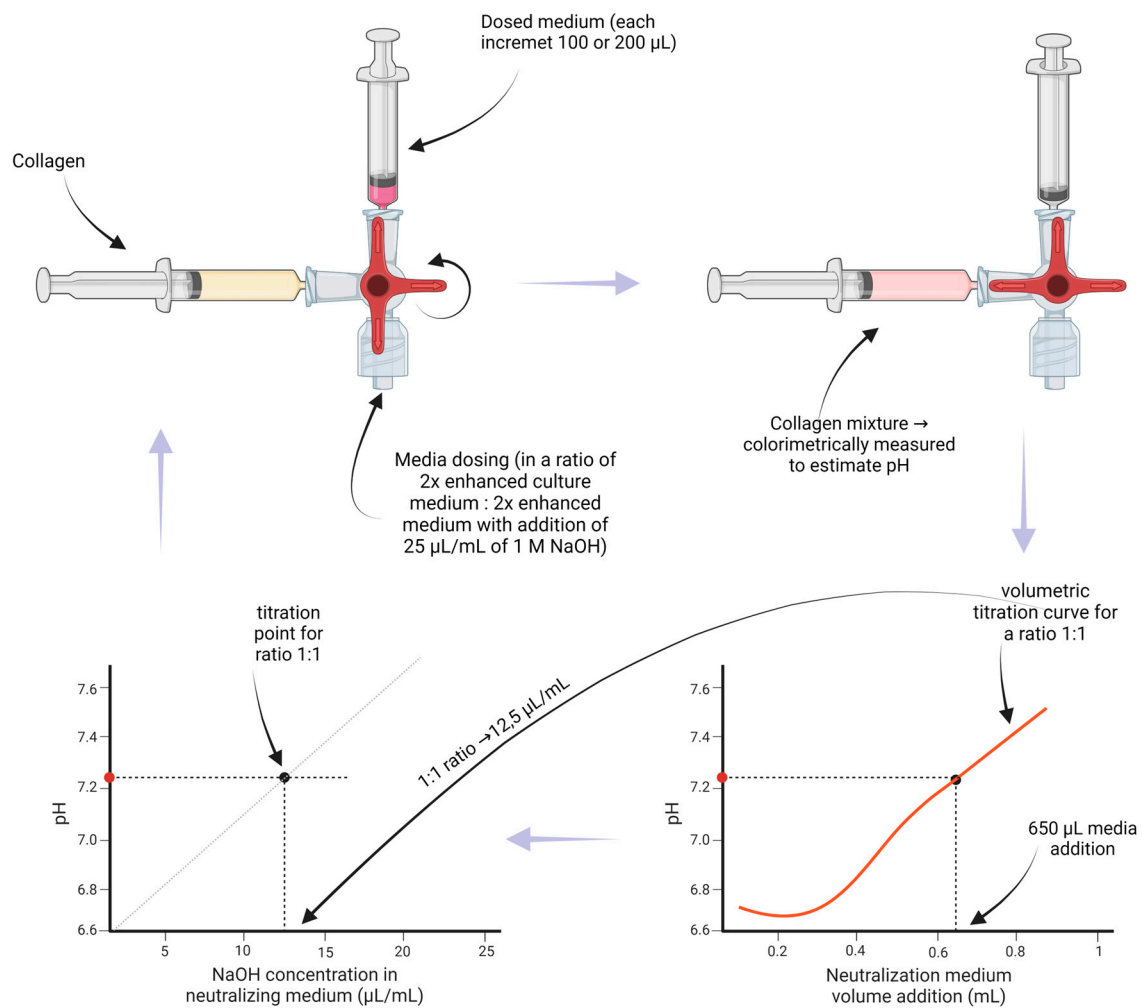 Dosed medium (each
incremet 100 or 200 µL)
Collagen
Collagen mixture →
colorimetrically measured
to estimate pH
Media dosing (in a ratio of
2x enhanced culture
medium : 2x enhanced
medium with addition of
25 µL/mL of 1 M NaOH)
titration
point for
ratio 1:1
7.6
7.4
7.2
7.0
6.8
6.6
pH
5
10
15
20
25
NaOH concentration in
neutralizing medium (µL/mL)
1:1 ratio →12,5 µL/mL
volumetric
titration curve for
a ratio 1:1
7.6
7.4
7.2
7.0
6.8
6.6
pH
650 µL media
addition
0.2
0.4
0.6
0.8
1
Neutralization medium
volume addition (mL)